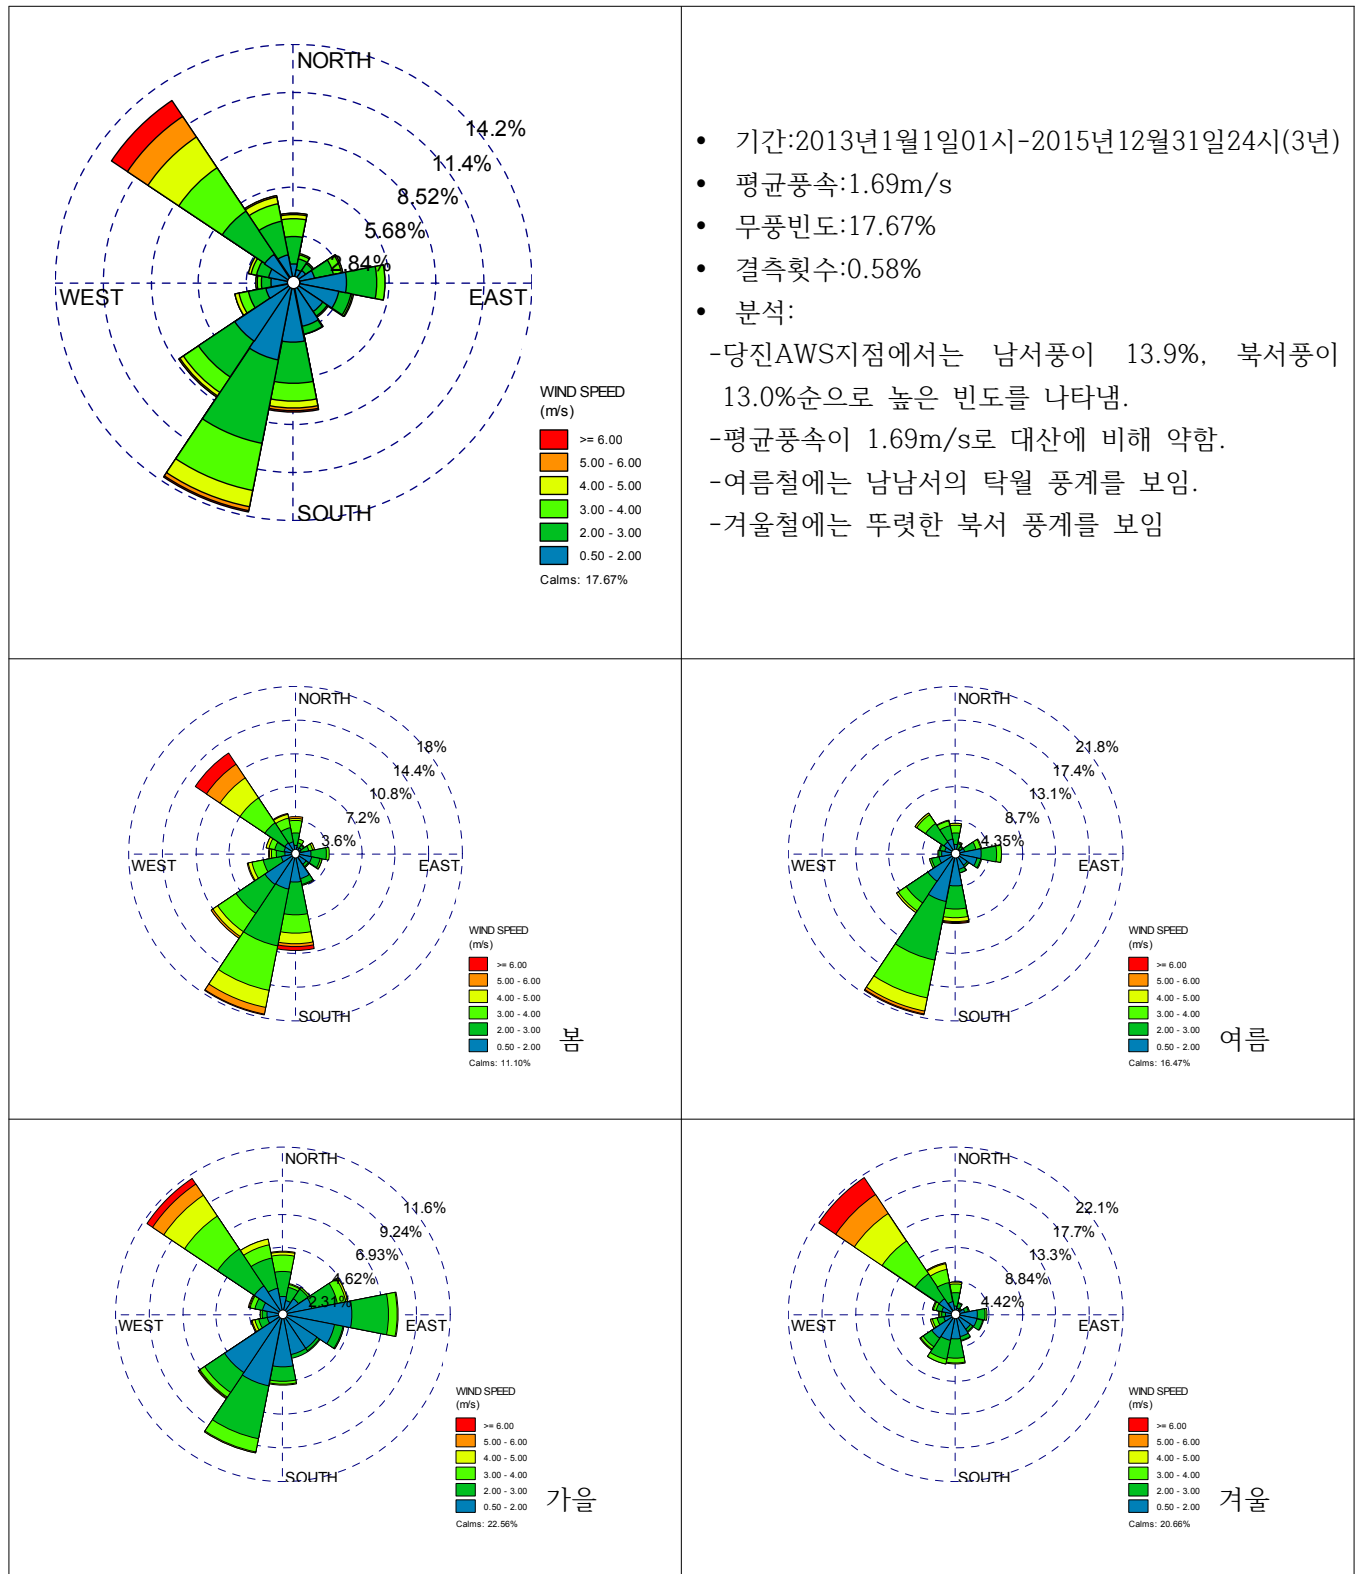 NORTH
14.2%
11.4%
8.52%
5.68%
2.84%
WEST
EAST
SOUTH
WIND SPEED
(m/s)
>= 6.00
5.00 - 6.00
4.00 - 5.00
3.00 - 4.00
2.00 - 3.00
0.50 - 2.00
Calms: 17.67%
• 기간:2013년1월1일01시-2015년12월31일24시(3년)
• 평균풍속:1.69m/s
• 무풍빈도:17.67%
• 결측횟수:0.58%
• 분석:
-당진AWS지점에서는 남서풍이 13.9%, 북서풍이
13.0%순으로 높은 빈도를 나타냄.
-평균풍속이 1.69m/s로 대산에 비해 약함.
-여름철에는 남남서의 탁월 풍계를 보임.
-겨울철에는 뚜렷한 북서 풍계를 보임
NORTH
18%
14.4%
10.8%
7.2%
3.6%
WEST
EAST
SOUTH
WIND SPEED
(m/s)
>= 6.00
5.00 - 6.00
4.00 - 5.00
3.00 - 4.00
2.00 - 3.00
0.50 - 2.00
Calms: 11.10%
봄
NORTH
21.8%
17.4%
13.1%
8.7%
4.35%
WEST
EAST
SOUTH
WIND SPEED
(m/s)
>= 6.00
5.00 - 6.00
4.00 - 5.00
3.00 - 4.00
2.00 - 3.00
0.50 - 2.00
Calms: 16.47%
여름
NORTH
11.6%
9.24%
6.93%
4.62%
2.31%
WEST
EAST
SOUTH
WIND SPEED
(m/s)
>= 6.00
5.00 - 6.00
4.00 - 5.00
3.00 - 4.00
2.00 - 3.00
0.50 - 2.00
Calms: 22.56%
가을
NORTH
22.1%
17.7%
13.3%
8.84%
4.42%
WEST
EAST
SOUTH
WIND SPEED
(m/s)
>= 6.00
5.00 - 6.00
4.00 - 5.00
3.00 - 4.00
2.00 - 3.00
0.50 - 2.00
Calms: 20.66%
겨울